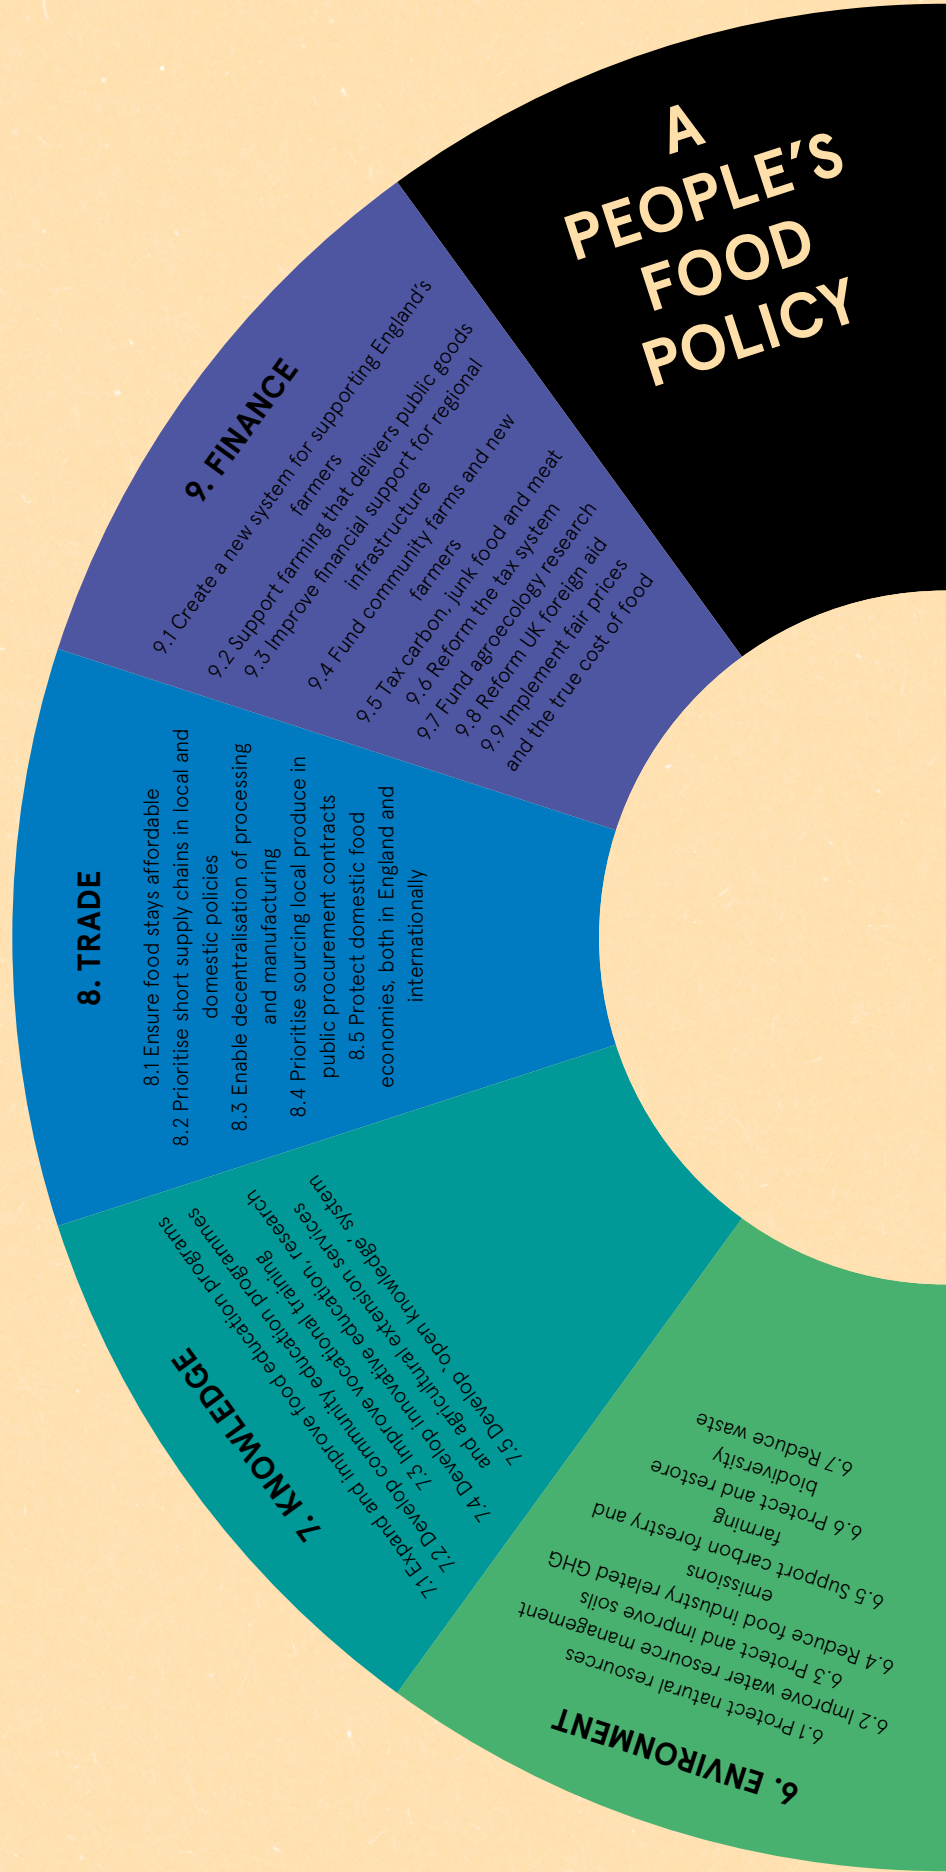 A
PEOPLE'S
FOOD
POLICY
9. FINANCE
9.1 Create a new system for supporting England's
farmers
9.2 Support farming that delivers public goods
9.3 Improve financial support for regional
infrastructure
9.4 Fund community farms and new
farmers
9.5 Tax carbon, junk food and meat
9.6 Reform the tax system
9.7 Fund agroecology research
9.8 Reform UK foreign aid
9.9 Implement fair prices
and the true cost of food
8. TRADE
8.1 Ensure food stays affordable
8.2 Prioritise short supply chains in local and
domestic policies
8.3 Enable decentralisation of processing
and manufacturing
8.4 Prioritise sourcing local produce in
public procurement contracts
8.5 Protect domestic food
economies, both in England and
internationally
7. KNOWLEDGE
7.1 Expand and improve food education programs
7.2 Develop community education programmes
7.3 Improve vocational training
7.4 Develop innovative education, research
and agricultural extension services
7.5 Develop 'open knowledge' system
6. ENVIRONMENT
6.1 Protect natural resources
6.2 Improve water resource management
6.3 Protect and improve soils
6.4 Reduce food industry related GHG
emissions
6.5 Support carbon forestry and
farming
6.6 Protect and restore
biodiversity
6.7 Reduce waste